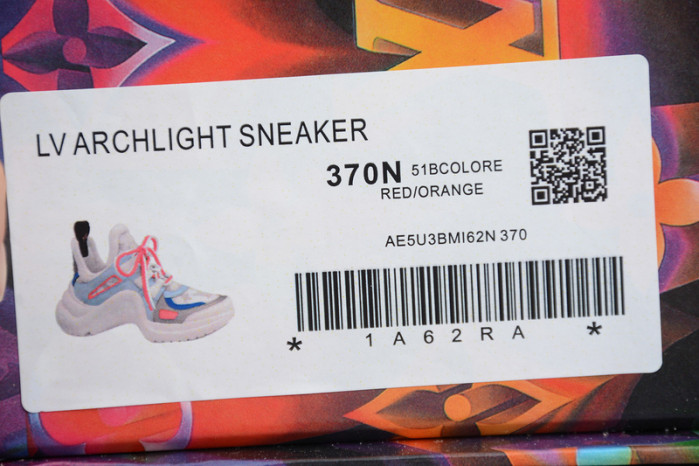 LV ARCHLIGHT SNEAKER
370N 51BCOLORE
RED/ORANGE
AE5U3BMI62N 370
* 1A62RA *